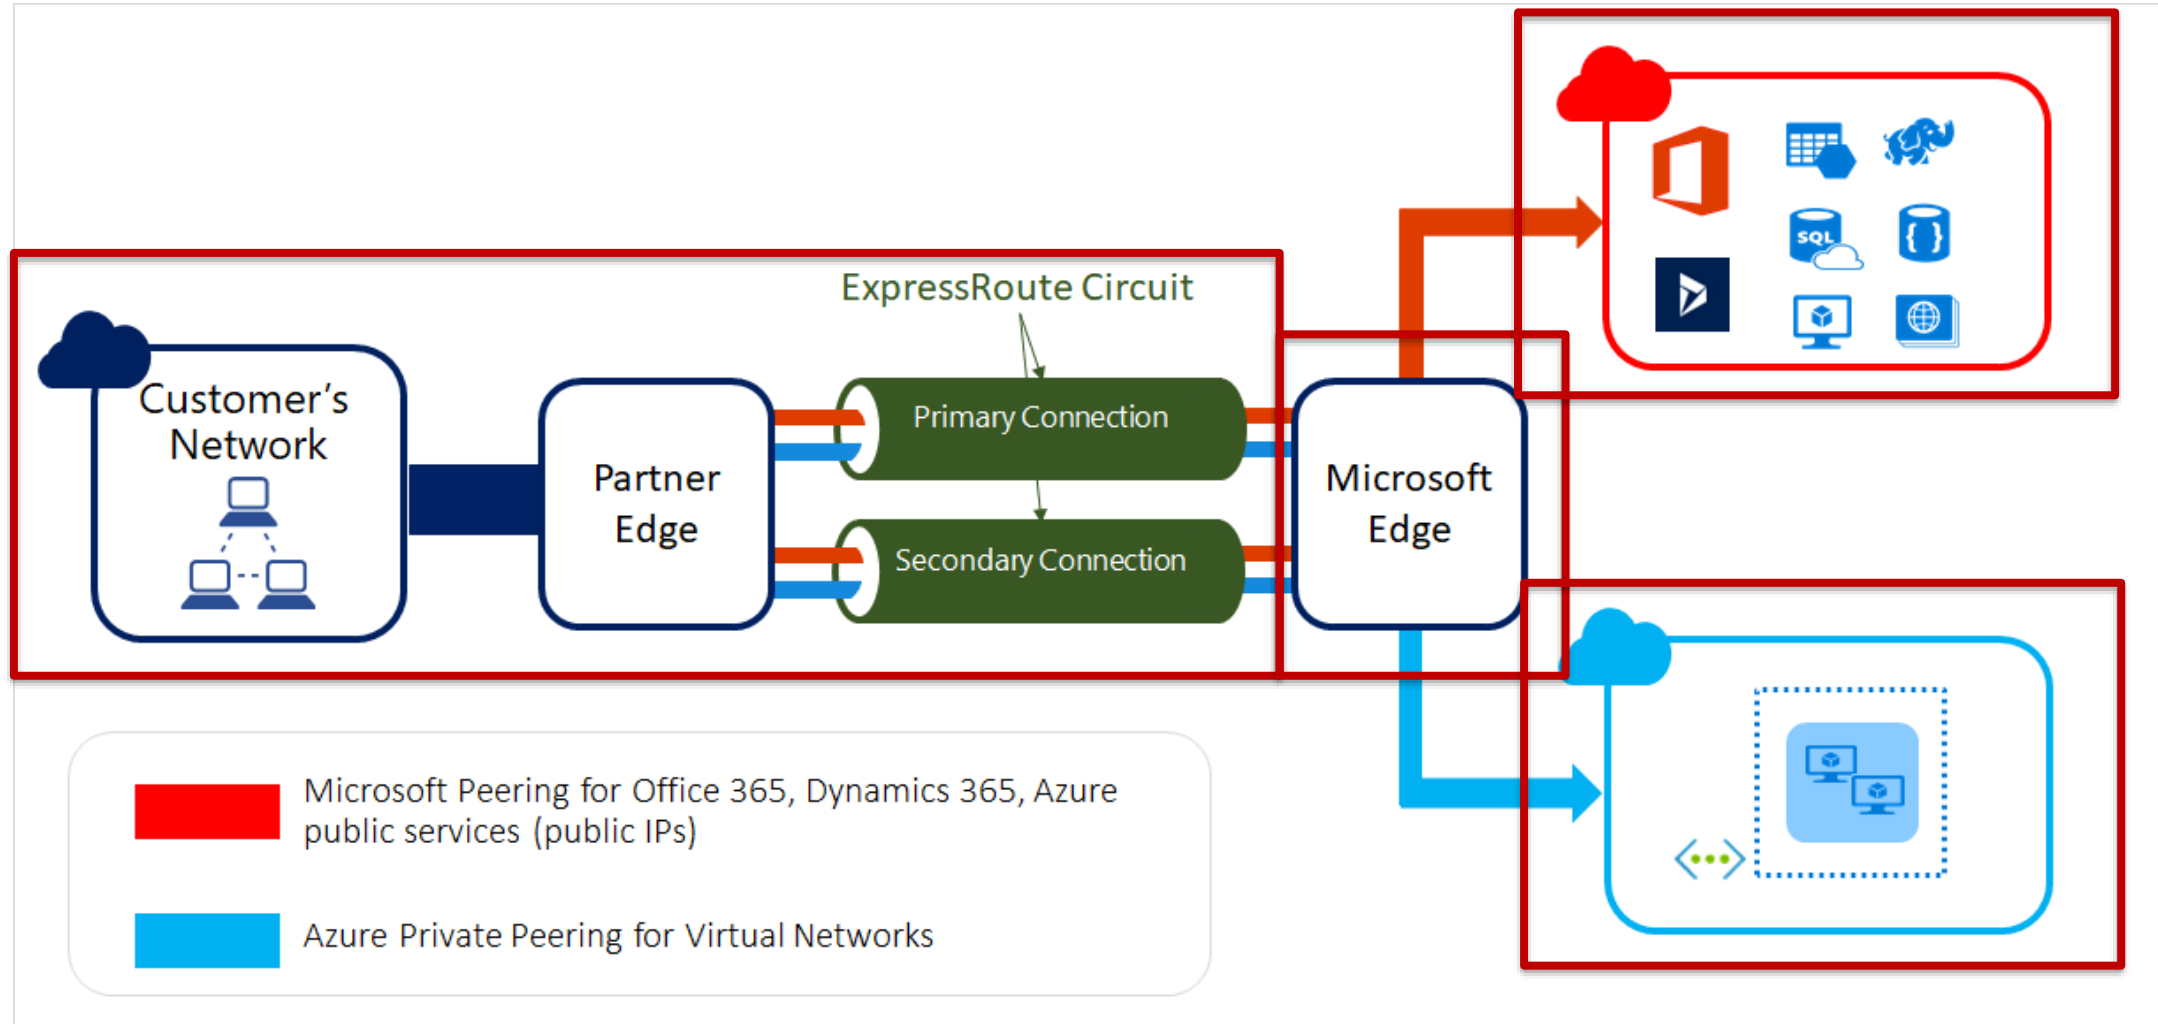 ExpressRoute Circuit
Customer's
Network
Partner
Edge
Primary Connection
Secondary Connection
Microsoft
Edge
SQL
{ }
Microsoft Peering for Office 365, Dynamics 365, Azure
public services (public IPs)
Azure Private Peering for Virtual Networks